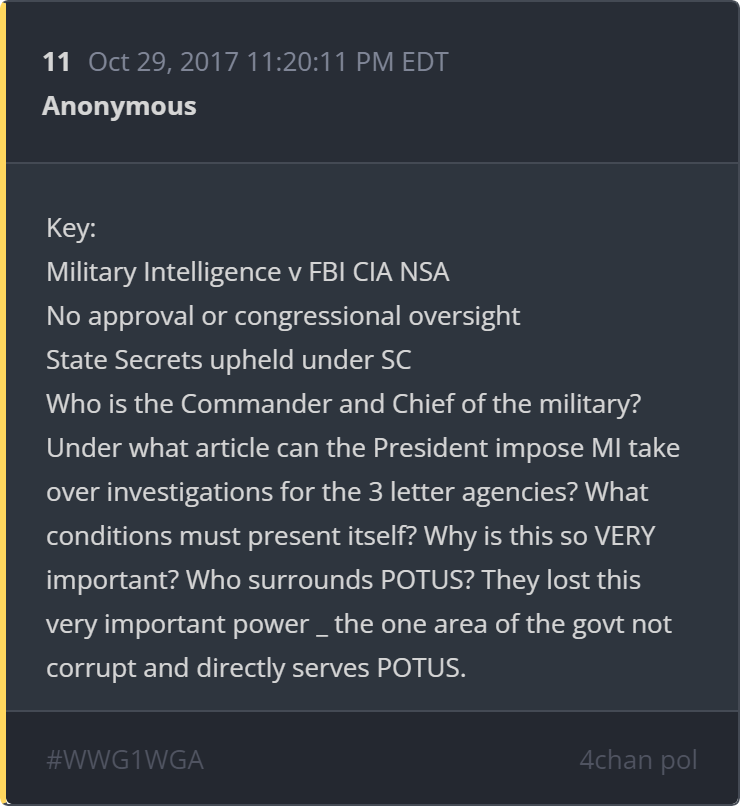 11 Oct 29, 2017 11:20:11 PM EDT
Anonymous
Key:
Military Intelligence v FBI CIA NSA
No approval or congressional oversight
State Secrets upheld under SC
Who is the Commander and Chief of the military?
Under what article can the President impose MI take
over investigations for the 3 letter agencies? What
conditions must present itself? Why is this so VERY
important? Who surrounds POTUS? They lost this
very important power _ the one area of the govt not
corrupt and directly serves POTUS.
#WWG1WGA 4chan pol